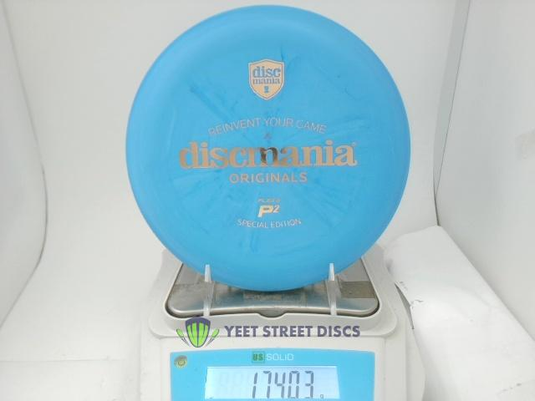 disc
mania
REINVENT YOUR GAME
discmania
ORIGINALS
P2
SPECIAL EDITION
YEET STREET DISCS
US SOLID
174.03 g